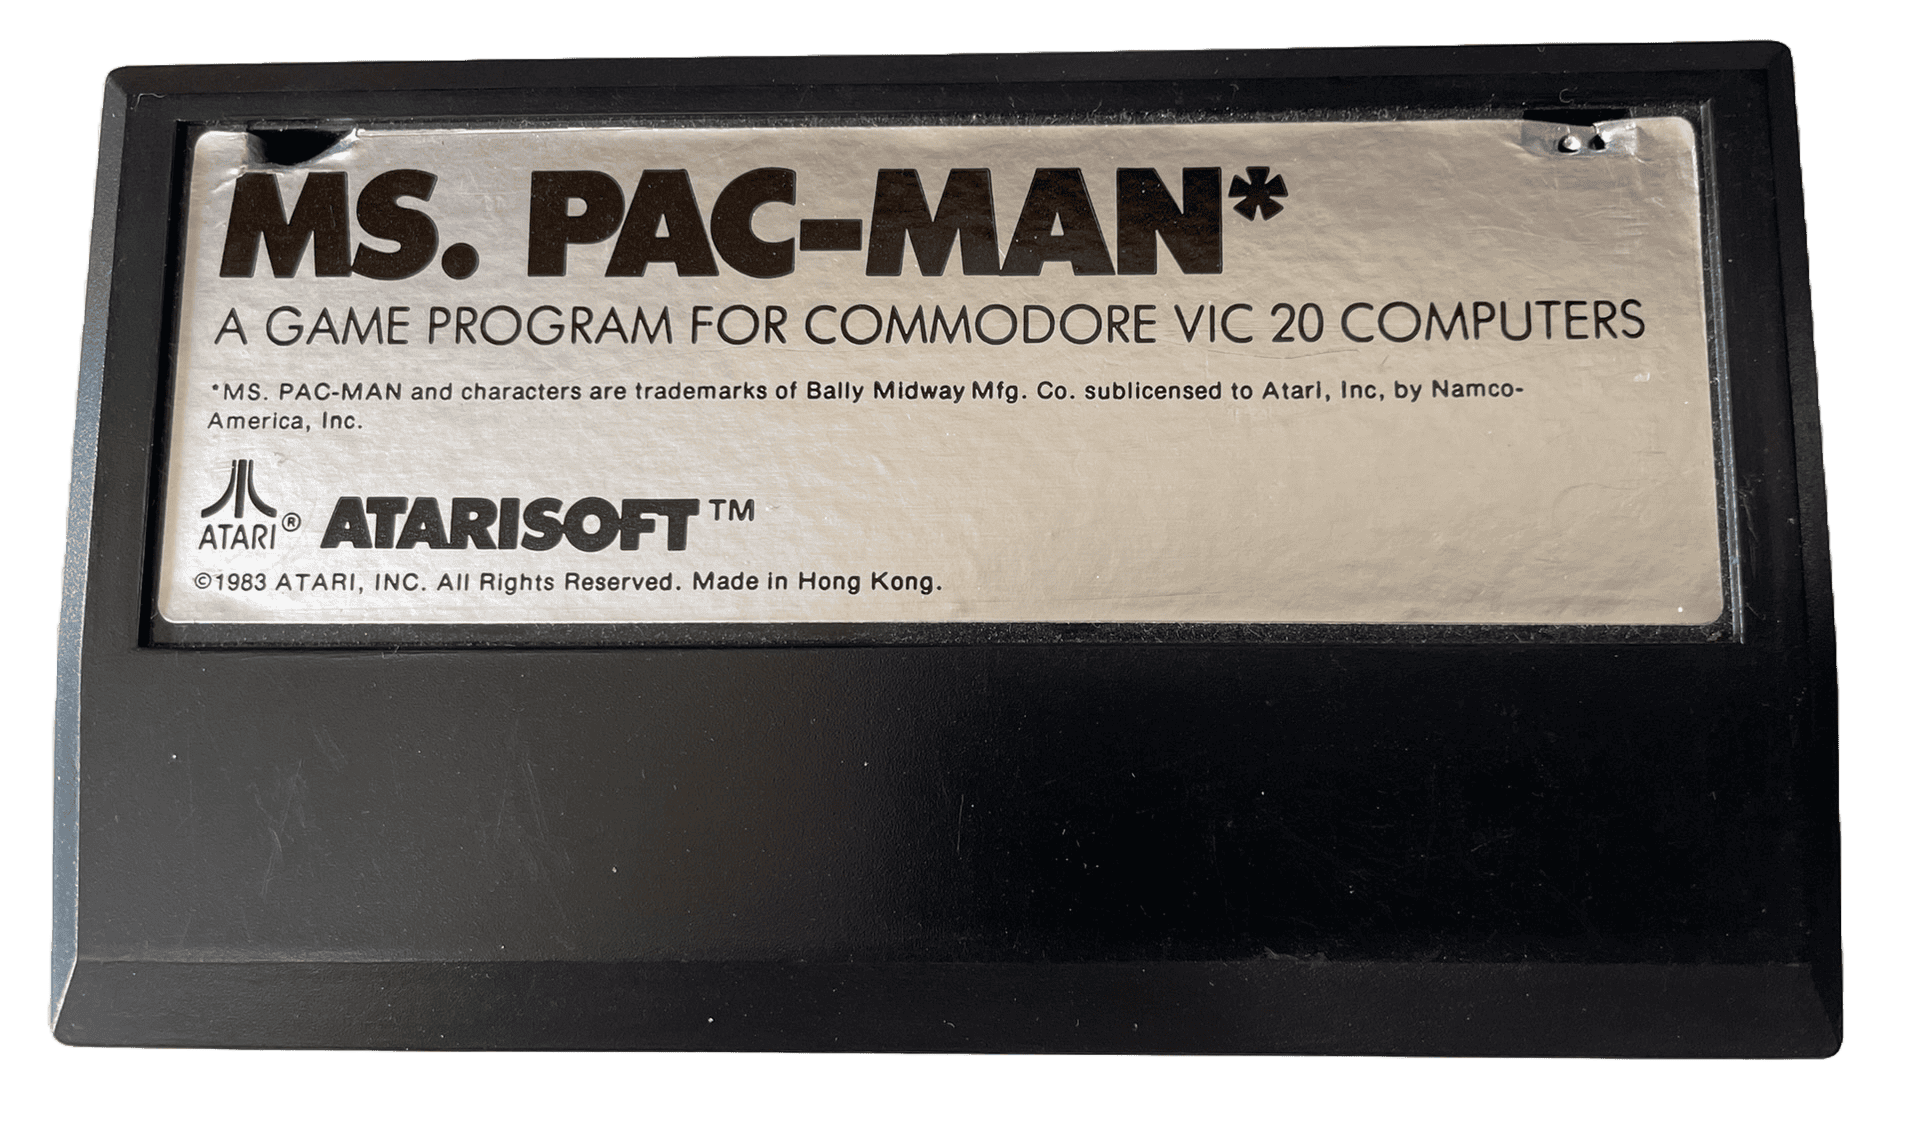 MS. PAC-MAN*
A GAME PROGRAM FOR COMMODORE VIC 20 COMPUTERS
*MS. PAC-MAN and characters are trademarks of Bally Midway Mfg. Co. sublicensed to Atari, Inc, by Namco-
America, Inc.
ATARI® ATARISOFT™
©1983 ATARI, INC. All Rights Reserved. Made in Hong Kong.